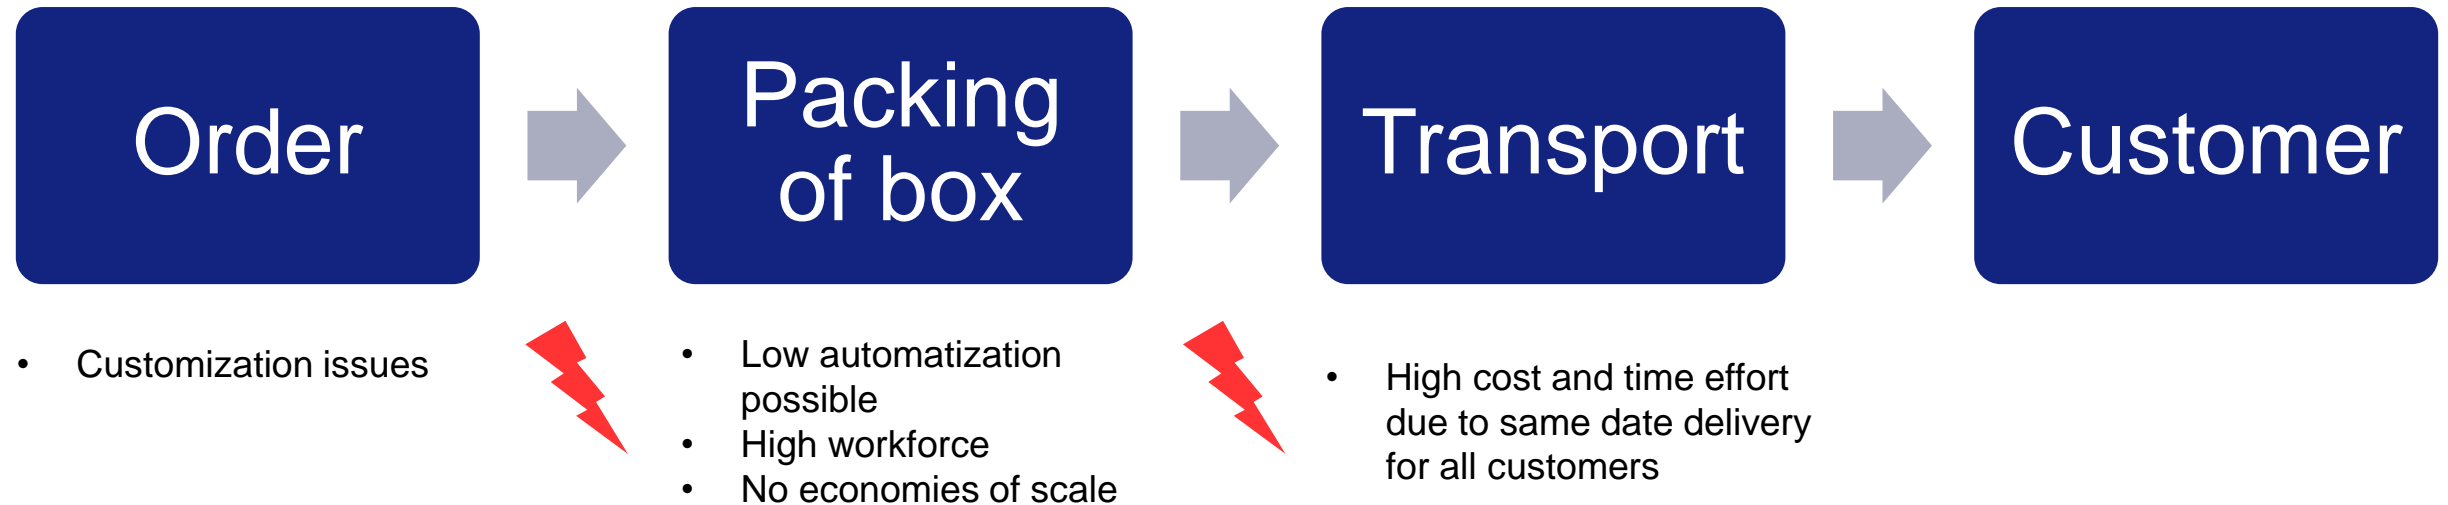 Order
Packing
of box
Transport
Customer
• Customization issues
• Low automatization
possible
• High workforce
• No economies of scale
• High cost and time effort
due to same date delivery
for all customers